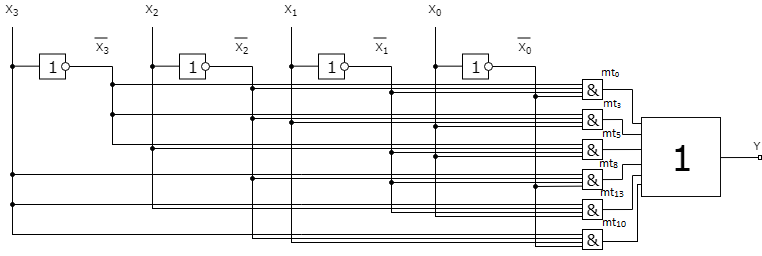 X3 X2 X1 X0
X̅3 X̅2 X̅1 X̅0
1 1 1 1
mt0
&
mt3
&
mt5
&
mt8
&
mt13
&
mt10
&
1
Y